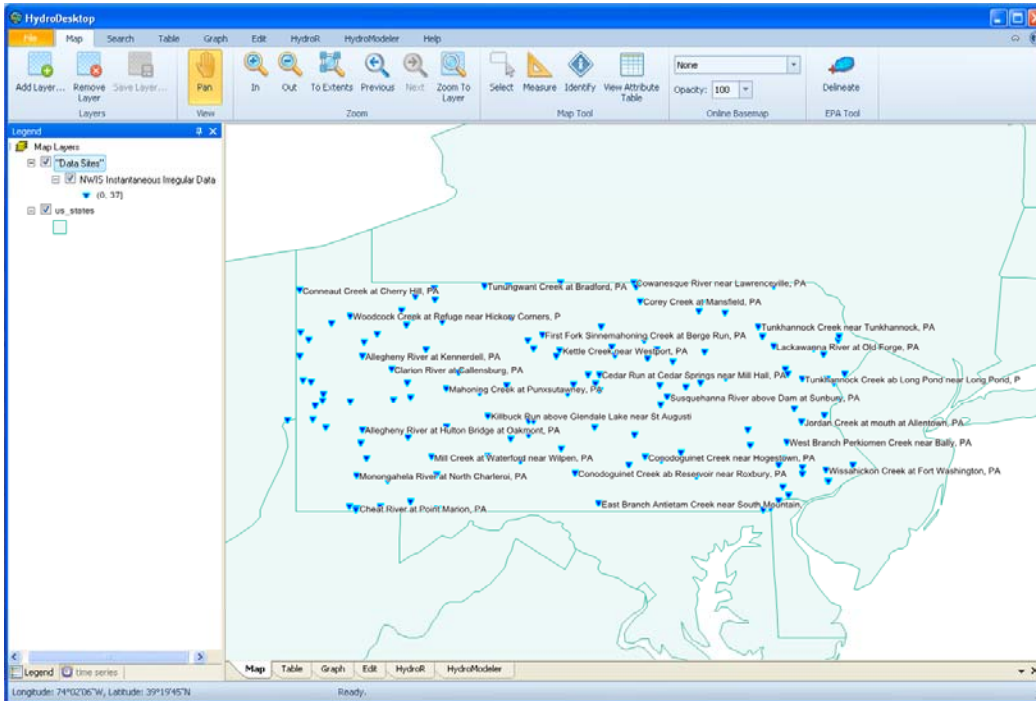 HydroDesktop
File Map Search Table Graph Edit HydroR HydroModeler Help
Add Layer... Remove Layer Save Layer... Pan In Out To Extents Previous Next Zoom To Layer Select Measure Identify View Attribute Table None Opacity: 100 Delineate
Layers View Zoom Map Tool Online Basemap EPA Tool
Legend
Map Layers
"Data Sites"
NWIS Instantaneous Irregular Data
(0, 37]
us_states
Conneaut Creek at Cherry Hill, PA
Tunungwant Creek at Bradford, PA
Cowanesque River near Lawrenceville, PA
Corey Creek at Mansfield, PA
Woodcock Creek at Refuge near Hickory Corners, P
First Fork Sinnemahoning Creek at Berge Run, PA
Tunkhannock Creek near Tunkhannock, PA
Allegheny River at Kennerdell, PA
Kettle Creek near Westport, PA
Lackawanna River at Old Forge, PA
Clarion River at Callensburg, PA
Cedar Run at Cedar Springs near Mill Hall, PA
Tunkhannock Creek ab Long Pond near Long Pond, P
Mahoning Creek at Punxsutawney, PA
Susquehanna River above Dam at Sunbury, PA
Killbuck Run above Glendale Lake near St Augusti
Jordan Creek at mouth at Allentown, PA
Allegheny River at Hulton Bridge at Oakmont, PA
West Branch Perkiomen Creek near Bally, PA
Mill Creek at Waterford near Wilpen, PA
Conodoguinet Creek near Hogestown, PA
Monongahela River at North Charleroi, PA
Conodoguinet Creek ab Reservoir near Roxbury, PA
Wissahickon Creek at Fort Washington, PA
Cheat River at Point Marion, PA
East Branch Antietam Creek near South Mountain,
Legend time series
Map Table Graph Edit HydroR HydroModeler
Longitude: 74°02'06"W, Latitude: 39°19'45"N Ready.